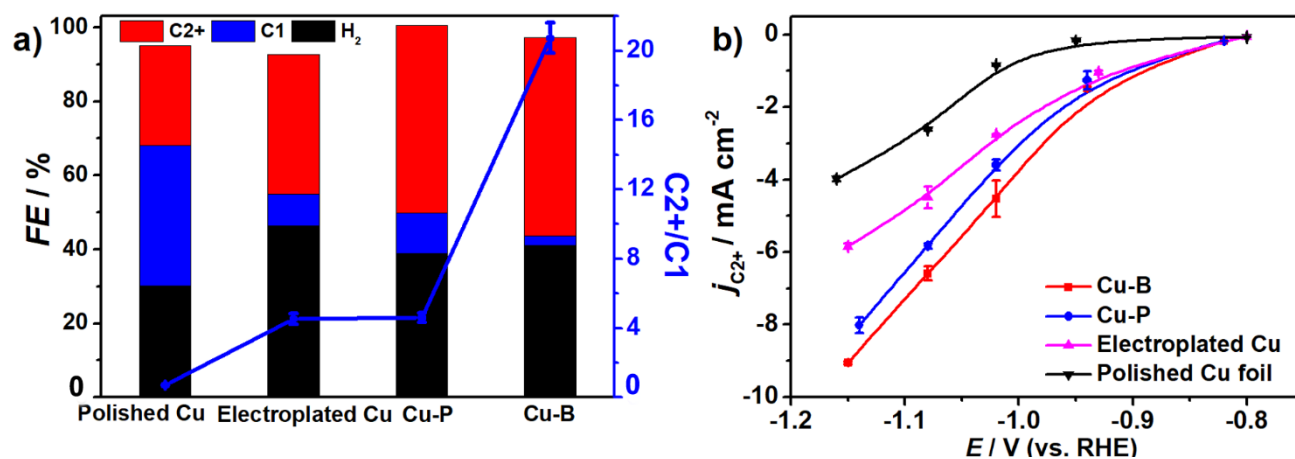 a)
C2+ C1 H₂
FE / %
100
80
60
40
20
0
Polished Cu Electroplated Cu Cu-P Cu-B
20
16
12
8
4
0
C2+/C1
b)
j_C2+ / mA cm⁻²
0
-2
-4
-6
-8
-10
Cu-B
Cu-P
Electroplated Cu
Polished Cu foil
-1.2 -1.1 -1.0 -0.9 -0.8
E / V (vs. RHE)